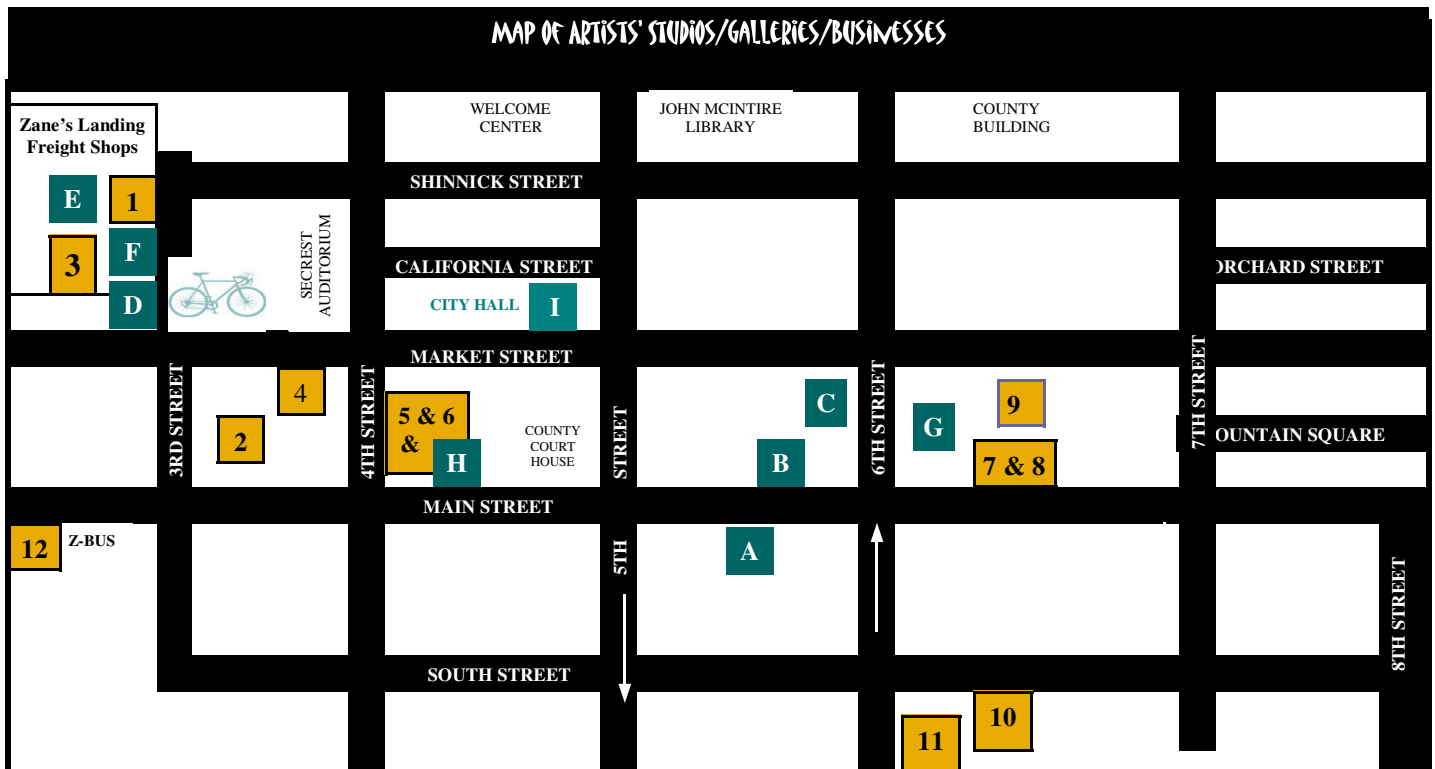 MAP OF ARTISTS' STUDIOS/GALLERIES/BUSINESSES
WELCOME
CENTER
JOHN MCINTIRE
LIBRARY
COUNTY
BUILDING
Zane's Landing
Freight Shops
SHINNICK STREET
E
1
F
3
D
SECREST
AUDITORIUM
CALIFORNIA STREET
ORCHARD STREET
CITY HALL
I
MARKET STREET
3RD STREET
4
2
4TH STREET
5 & 6
&
H
COUNTY
COURT
HOUSE
5TH STREET
C
B
6TH STREET
G
9
7 & 8
7TH STREET
OUNTAIN SQUARE
MAIN STREET
12
Z-BUS
A
8TH STREET
SOUTH STREET
10
11